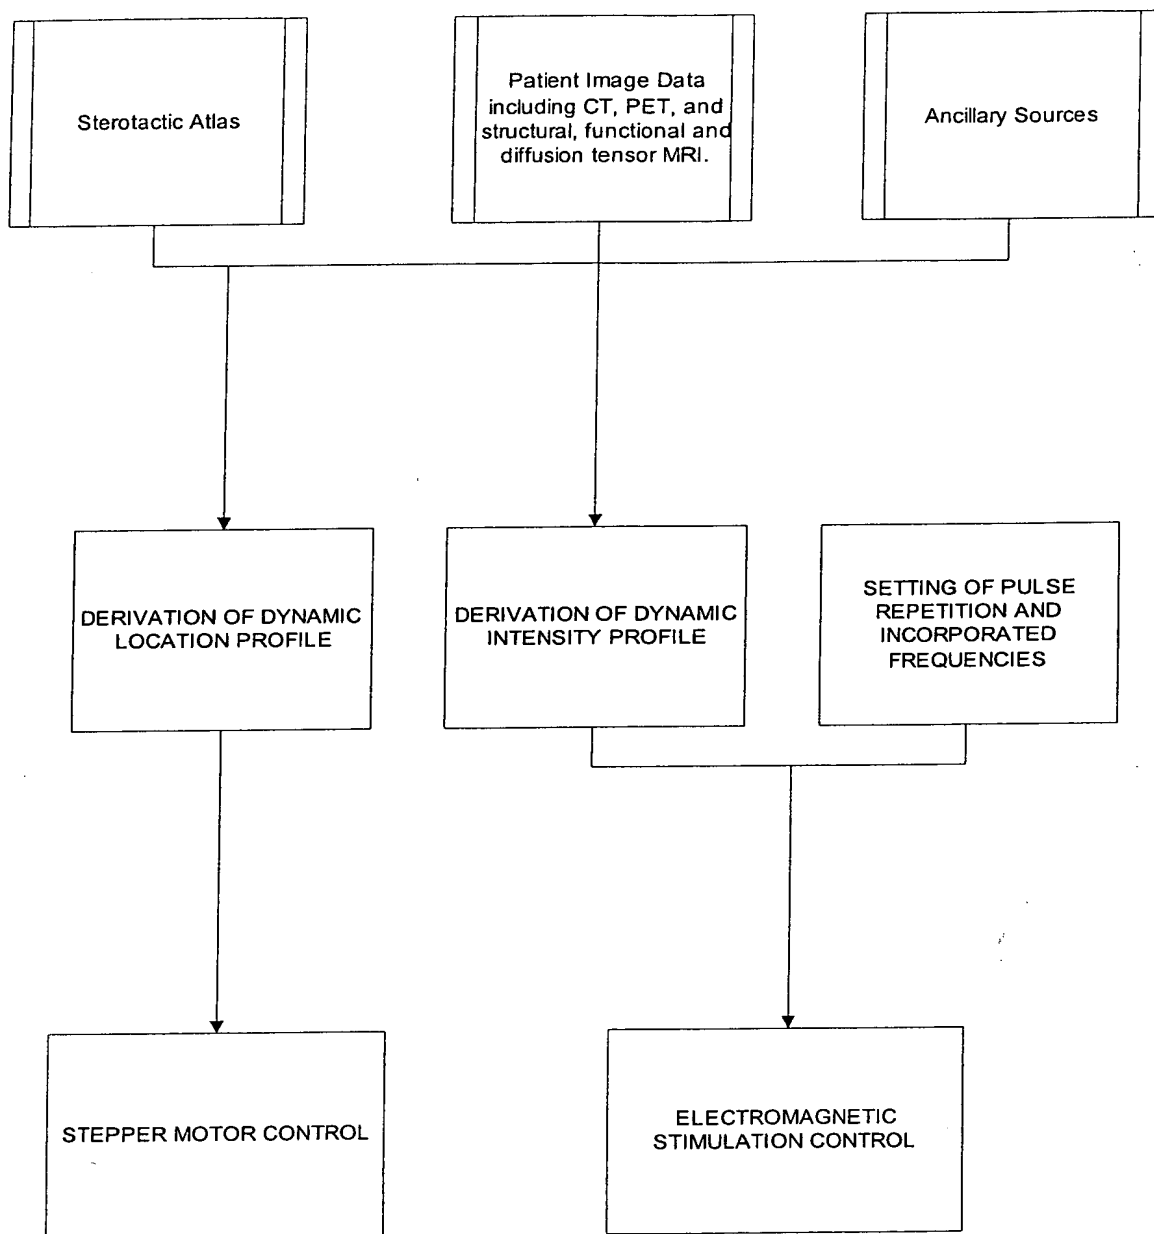 Sterotactic Atlas
Patient Image Data
including CT, PET, and
structural, functional and
diffusion tensor MRI.
Ancillary Sources
DERIVATION OF DYNAMIC
LOCATION PROFILE
DERIVATION OF DYNAMIC
INTENSITY PROFILE
SETTING OF PULSE
REPETITION AND
INCORPORATED
FREQUENCIES
STEPPER MOTOR CONTROL
ELECTROMAGNETIC
STIMULATION CONTROL